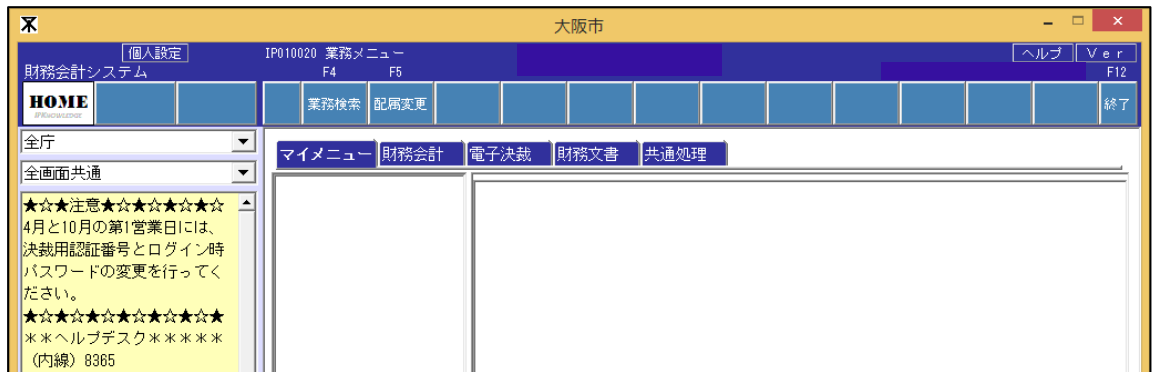 大阪市
個人設定
IP010020 業務メニュー
ヘルプ
Ver
財務会計システム
F4
F5
F12
HOME
IPKNOWLEDGE
業務検索
配属変更
終了
全庁
全画面共通
マイメニュー
財務会計
電子決裁
財務文書
共通処理
★☆★注意★☆★☆★☆★☆
4月と10月の第1営業日には、
決裁用認証番号とログイン時
パスワードの変更を行ってく
ださい。
★☆★☆★☆★☆★☆★☆★
＊＊ヘルプデスク＊＊＊＊＊
（内線）8365